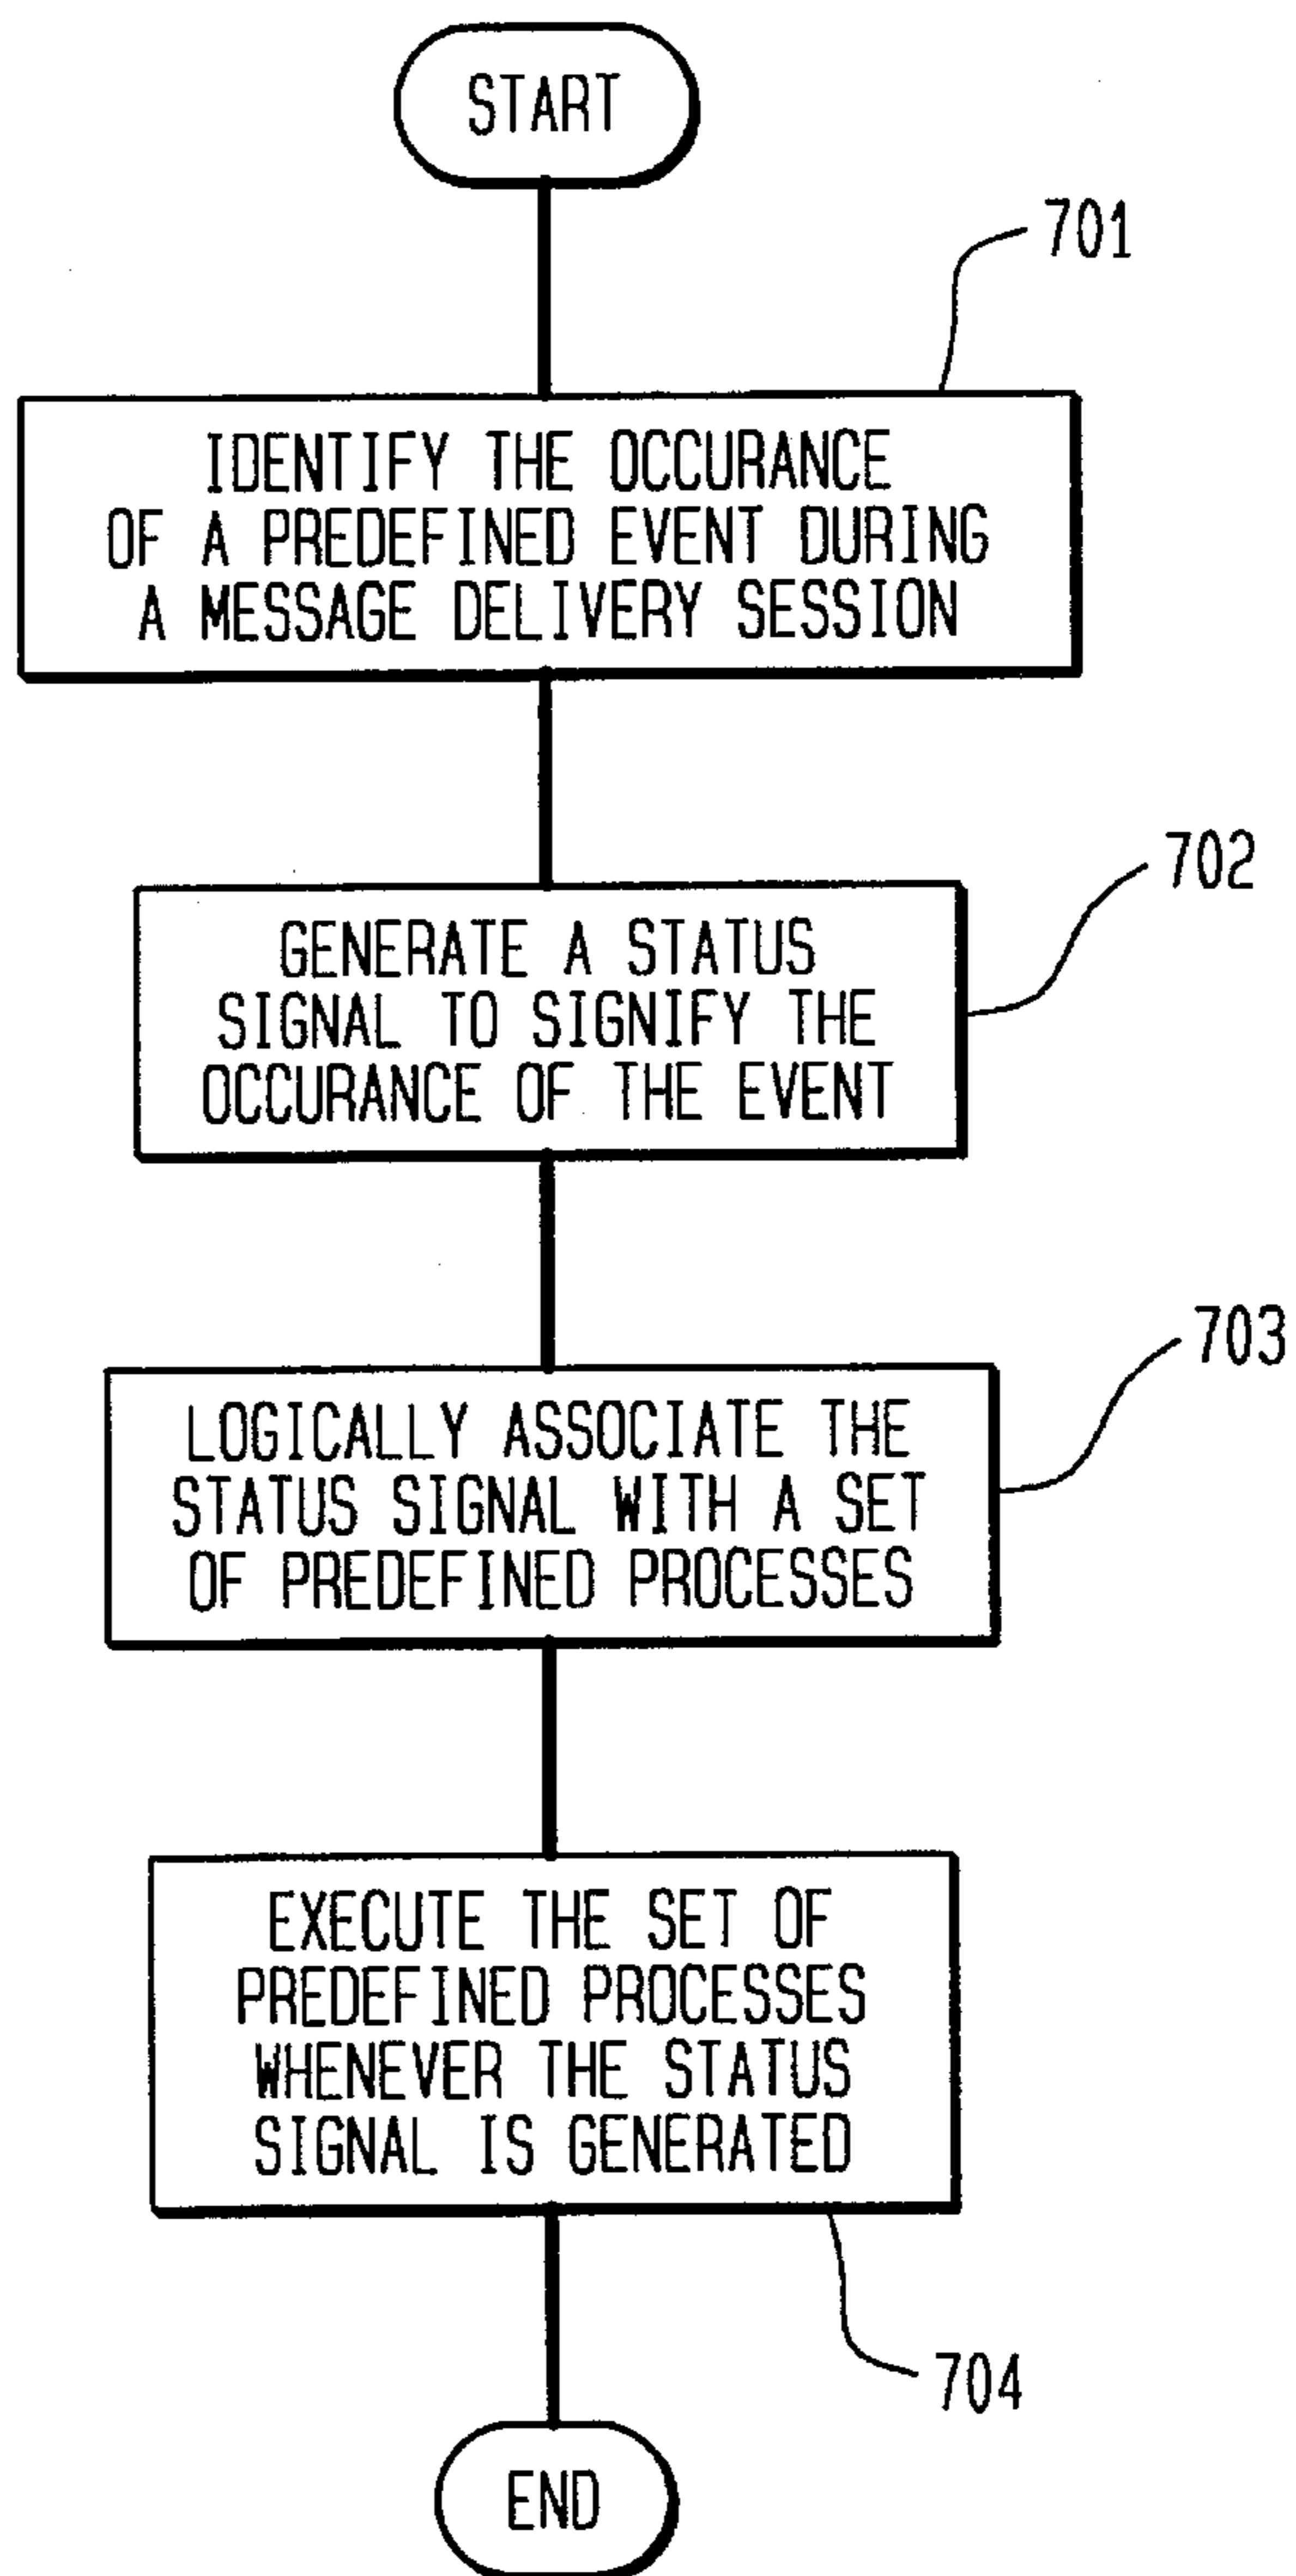 START
701
IDENTIFY THE OCCURANCE
OF A PREDEFINED EVENT DURING
A MESSAGE DELIVERY SESSION
702
GENERATE A STATUS
SIGNAL TO SIGNIFY THE
OCCURANCE OF THE EVENT
703
LOGICALLY ASSOCIATE THE
STATUS SIGNAL WITH A SET
OF PREDEFINED PROCESSES
EXECUTE THE SET OF
PREDEFINED PROCESSES
WHENEVER THE STATUS
SIGNAL IS GENERATED
704
END